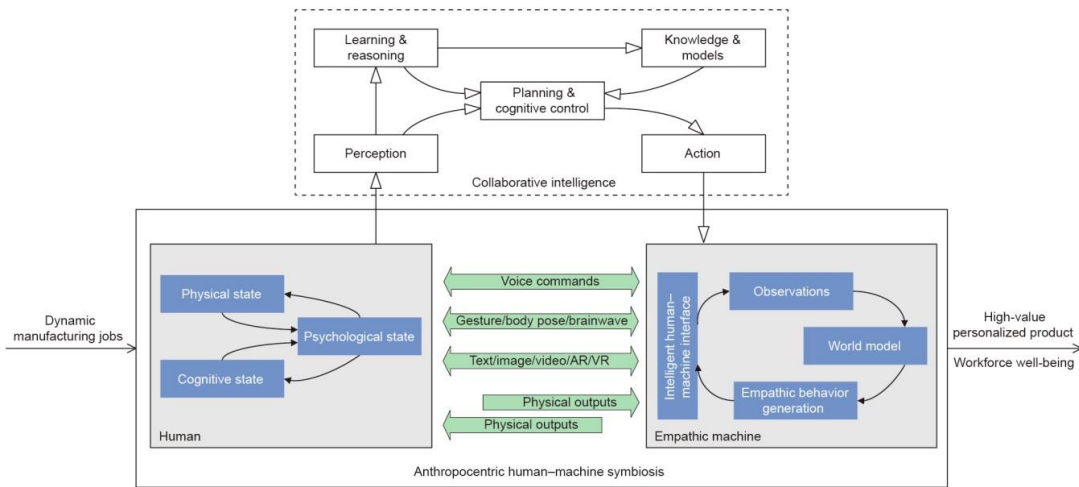 Learning &
reasoning
Knowledge &
models
Planning &
cognitive control
Perception
Action
Collaborative intelligence
Dynamic
manufacturing jobs
Physical state
Psychological state
Cognitive state
Human
Voice commands
Gesture/body pose/brainwave
Text/image/video/AR/VR
Physical outputs
Physical outputs
Intelligent human–
machine interface
Observations
World model
Empathic behavior
generation
Empathic machine
High-value
personalized product
Workforce well-being
Anthropocentric human–machine symbiosis